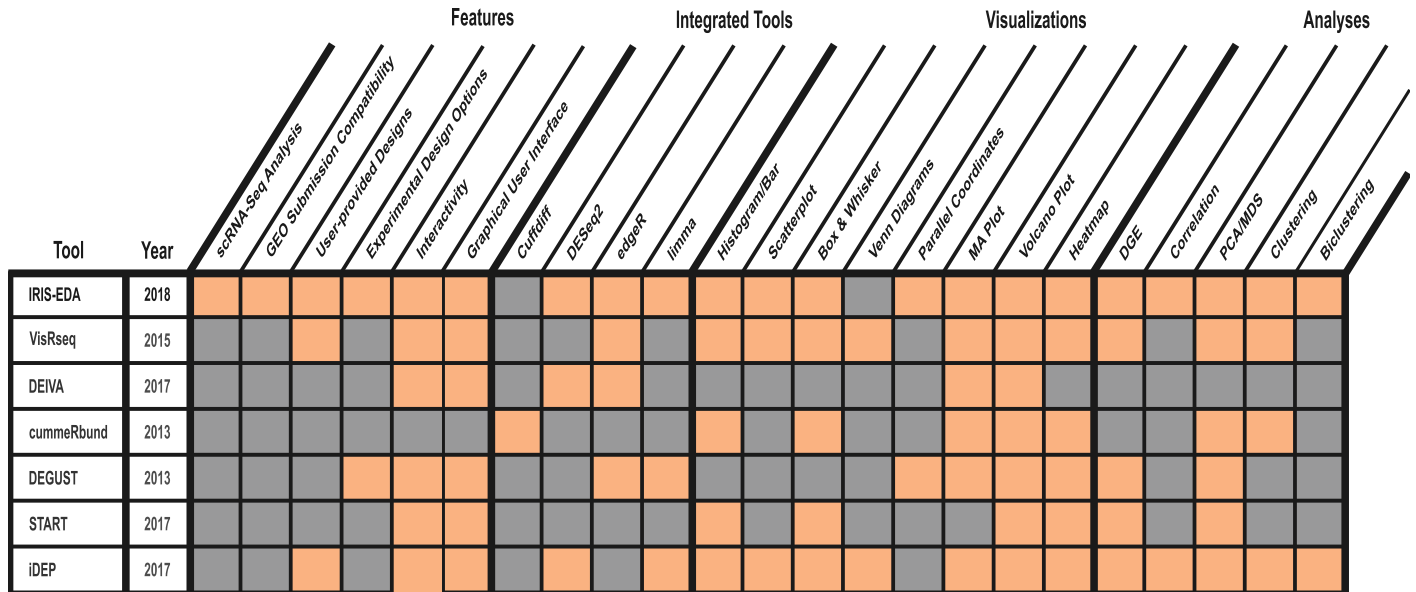 Features
Integrated Tools
Visualizations
Analyses
scRNA-Seq Analysis
GEO Submission Compatibility
User-provided Designs
Experimental Design Options
Interactivity
Graphical User Interface
Cuffdiff
DESeq2
edgeR
limma
Histogram/Bar
Scatterplot
Box & Whisker
Venn Diagrams
Parallel Coordinates
MA Plot
Volcano Plot
Heatmap
DGE
Correlation
PCA/MDS
Clustering
Biclustering
Tool Year
IRIS-EDA 2018
VisRseq 2015
DEIVA 2017
cummeRbund 2013
DEGUST 2013
START 2017
iDEP 2017